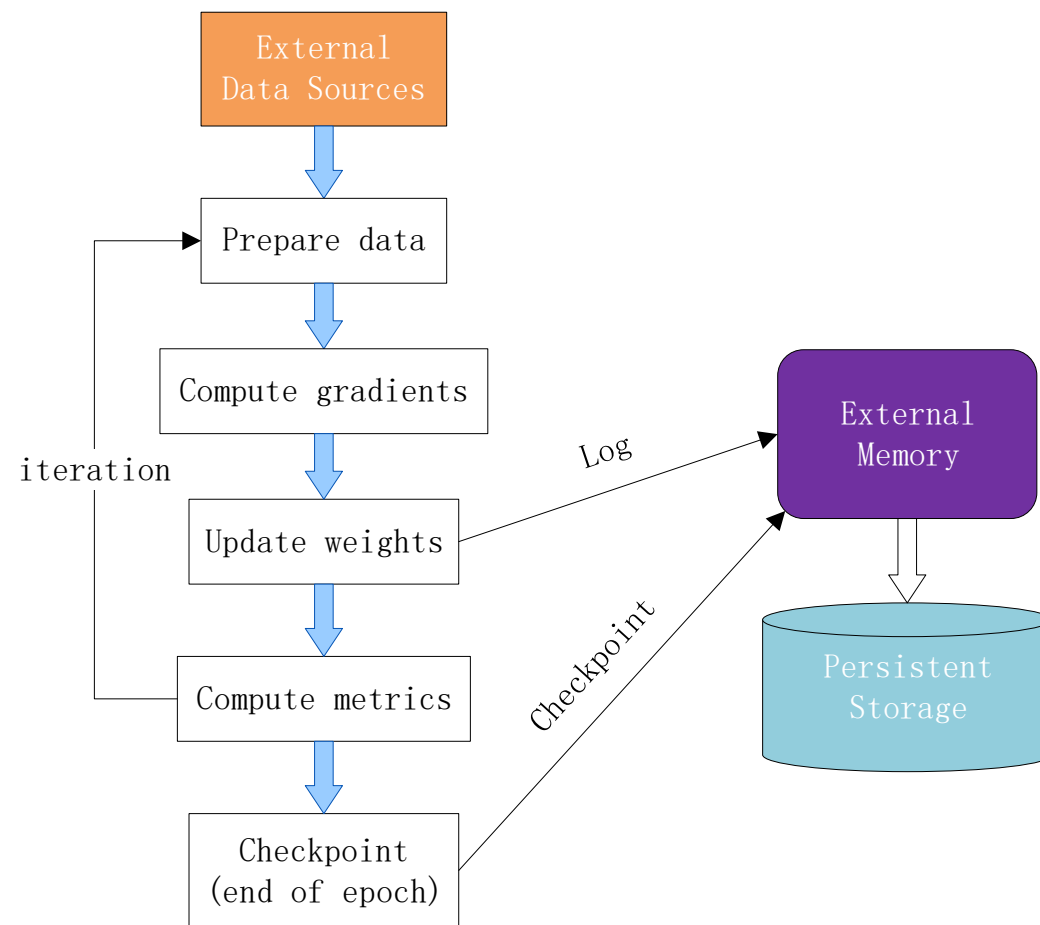 External
Data Sources
Prepare data
Compute gradients
iteration
Log
External
Memory
Update weights
Checkpoint
Persistent
Storage
Compute metrics
Checkpoint
(end of epoch)